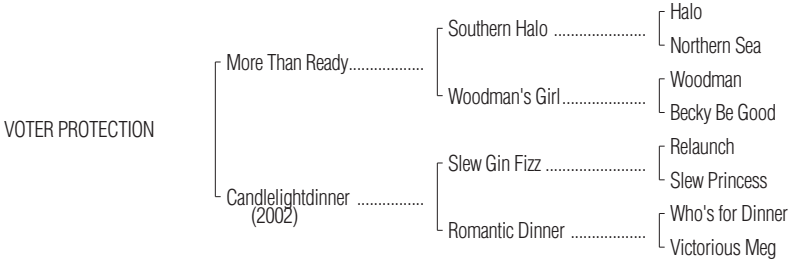 Halo
Southern Halo ......................
Northern Sea
More Than Ready..................
Woodman
Woodman's Girl....................
Becky Be Good
VOTER PROTECTION
Relaunch
Slew Gin Fizz ........................
Slew Princess
Candlelightdinner ................
(2002)
Who's for Dinner
Romantic Dinner ..................
Victorious Meg